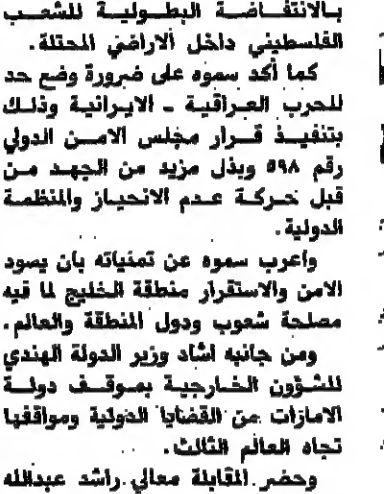 بالانتفاضة البطولية للشعب
الفلسطيني داخل الاراضي المحتلة.
كما أكد سموه على ضرورة وضع حد
للحرب العراقية - الايرانية وذلك
بتنفيذ قرار مجلس الامن الدولي
رقم ٥٩٨ وبذل مزيد من الجهد من
قبل حركة عدم الانحياز والمنظمة
الدولية.
واعرب سموه عن تمنياته بان يسود
الامن والاستقرار منطقة الخليج لما فيه
مصلحة شعوب ودول المنطقة والعالم.
ومن جانبه اشاد وزير الدولة الهندي
للشؤون الخارجية بموقف دولة
الامارات من القضايا الدولية ومواقفها
تجاه العالم الثالث.
وحضر المقابلة معالي راشد عبدالله